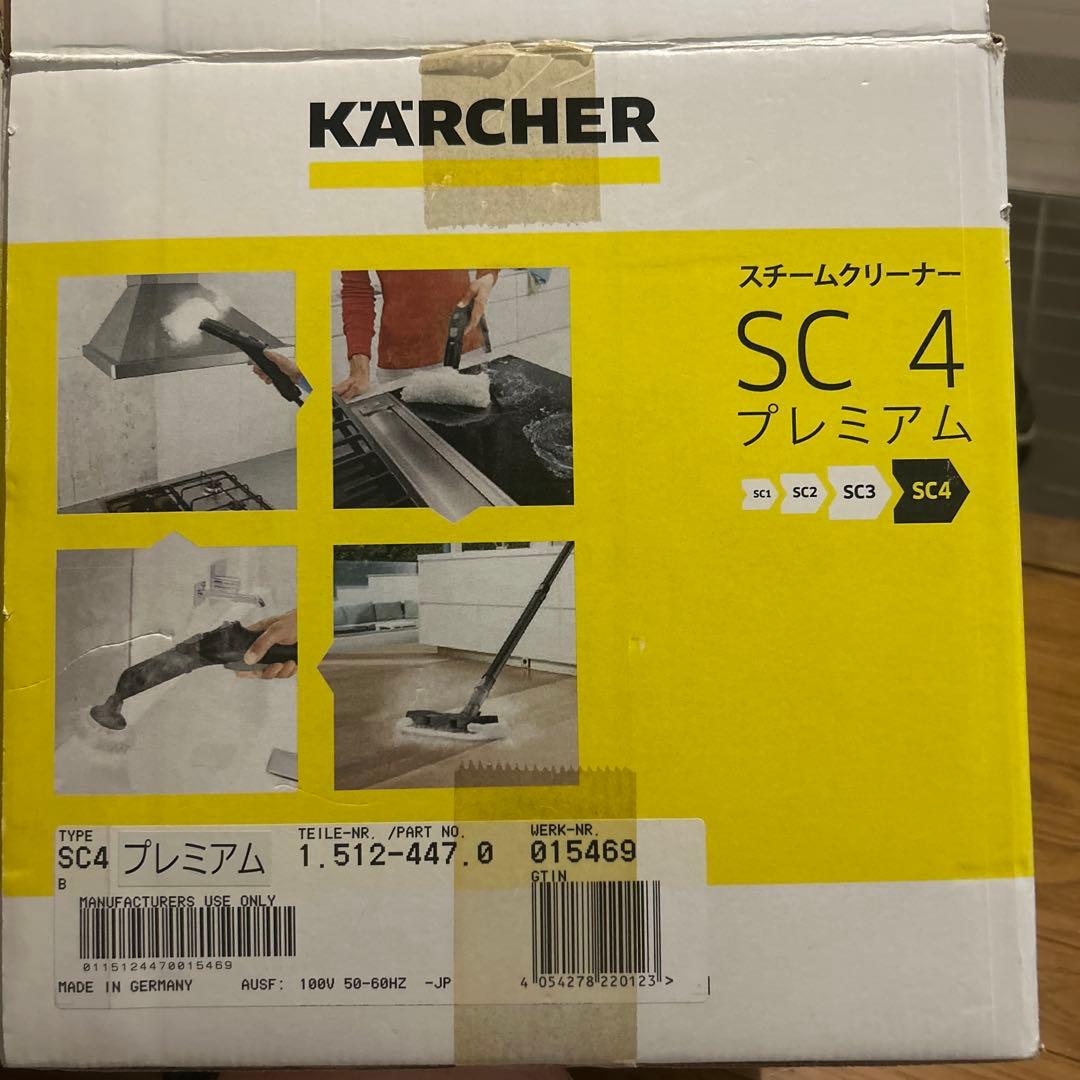 KÄRCHER
スチームクリーナー
SC 4
プレミアム
SC1 SC2 SC3 SC4
TYPE TEILE-NR. /PART NO. WERK-NR.
SC4 プレミアム 1.512-447.0 015469
B GTIN
MANUFACTURERS USE ONLY
0115124470015469
4 054278 220123 >
MADE IN GERMANY AUSF: 100V 50-60HZ -JP